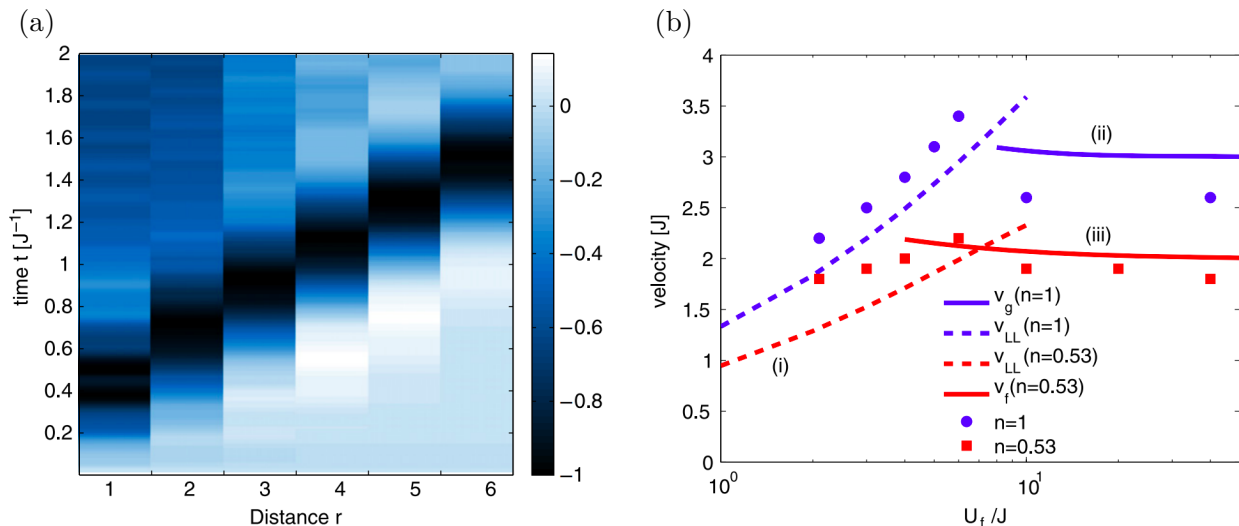 (a)
2
1.8
1.6
1.4
1.2
1
0.8
0.6
0.4
0.2
time t [J⁻¹]
1 2 3 4 5 6
Distance r
0
−0.2
−0.4
−0.6
−0.8
−1
(b)
4
3.5
3
2.5
2
1.5
1
0.5
0
velocity [J]
(ii)
(iii)
(i)
v_g(n=1)
v_LL(n=1)
v_LL(n=0.53)
v_f(n=0.53)
n=1
n=0.53
10⁰ 10¹
U_f /J